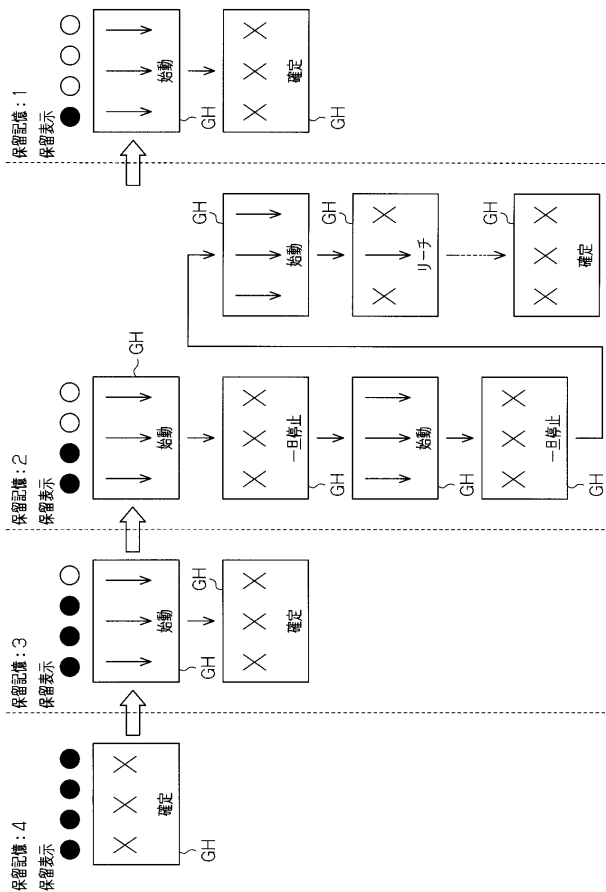 保留記憶：4
保留表示
確定
GH
保留記憶：3
保留表示
始動
GH
GH
確定
保留記憶：2
保留表示
GH
始動
一旦停止
GH
始動
GH
一旦停止
GH
GH
始動
GH
リーチ
GH
確定
保留記憶：1
保留表示
始動
GH
確定
GH